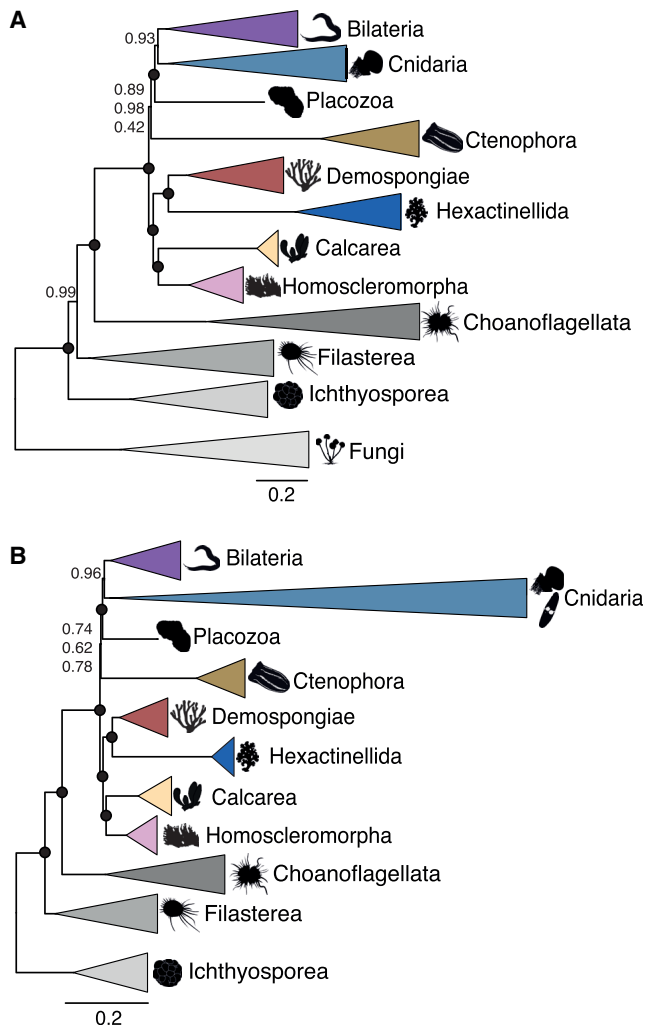 A
Bilateria
0.93
Cnidaria
0.89
Placozoa
0.98
0.42
Ctenophora
Demospongiae
Hexactinellida
Calcarea
Homoscleromorpha
0.99
Choanoflagellata
Filasterea
Ichthyosporea
Fungi
0.2
B
Bilateria
0.96
Cnidaria
0.74
Placozoa
0.62
0.78
Ctenophora
Demospongiae
Hexactinellida
Calcarea
Homoscleromorpha
Choanoflagellata
Filasterea
Ichthyosporea
0.2